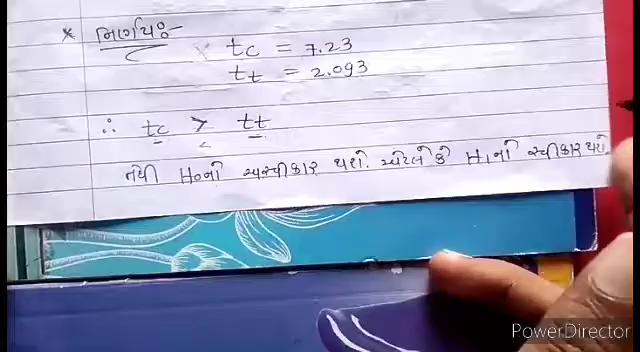 * નિર્ણય :-
tc = 7.23
tt = 2.093
∴ tc > tt
તેથી H0નો અસ્વીકાર થશે. એટલે કે H1નો સ્વીકાર થશે.
PowerDirector